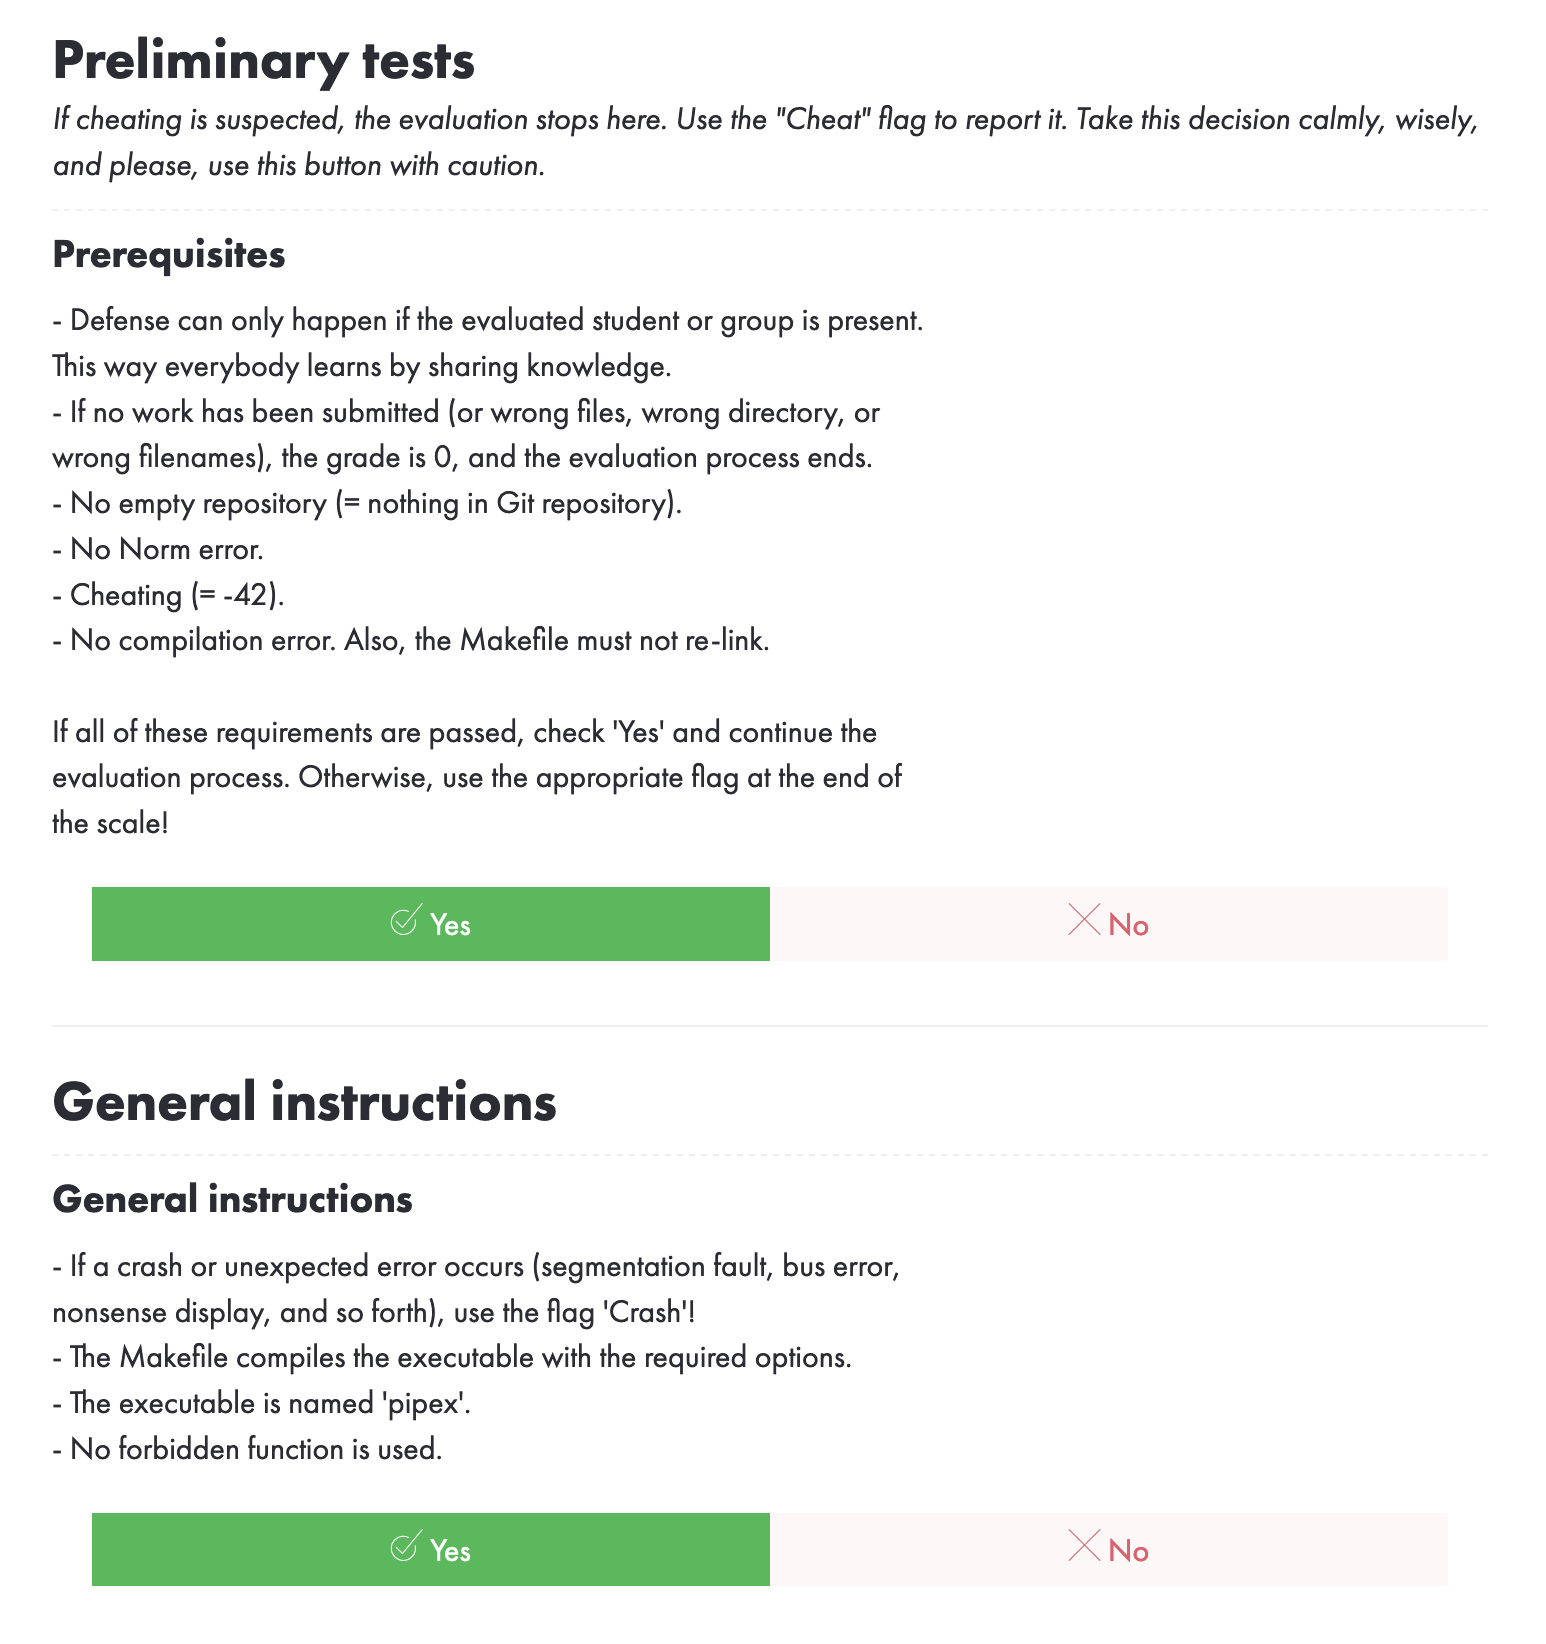 Preliminary tests
If cheating is suspected, the evaluation stops here. Use the "Cheat" flag to report it. Take this decision calmly, wisely,
and please, use this button with caution.
Prerequisites
- Defense can only happen if the evaluated student or group is present.
This way everybody learns by sharing knowledge.
- If no work has been submitted (or wrong files, wrong directory, or
wrong filenames), the grade is 0, and the evaluation process ends.
- No empty repository (= nothing in Git repository).
- No Norm error.
- Cheating (= -42).
- No compilation error. Also, the Makefile must not re-link.
If all of these requirements are passed, check 'Yes' and continue the
evaluation process. Otherwise, use the appropriate flag at the end of
the scale!
Yes
No
General instructions
General instructions
- If a crash or unexpected error occurs (segmentation fault, bus error,
nonsense display, and so forth), use the flag 'Crash'!
- The Makefile compiles the executable with the required options.
- The executable is named 'pipex'.
- No forbidden function is used.
Yes
No